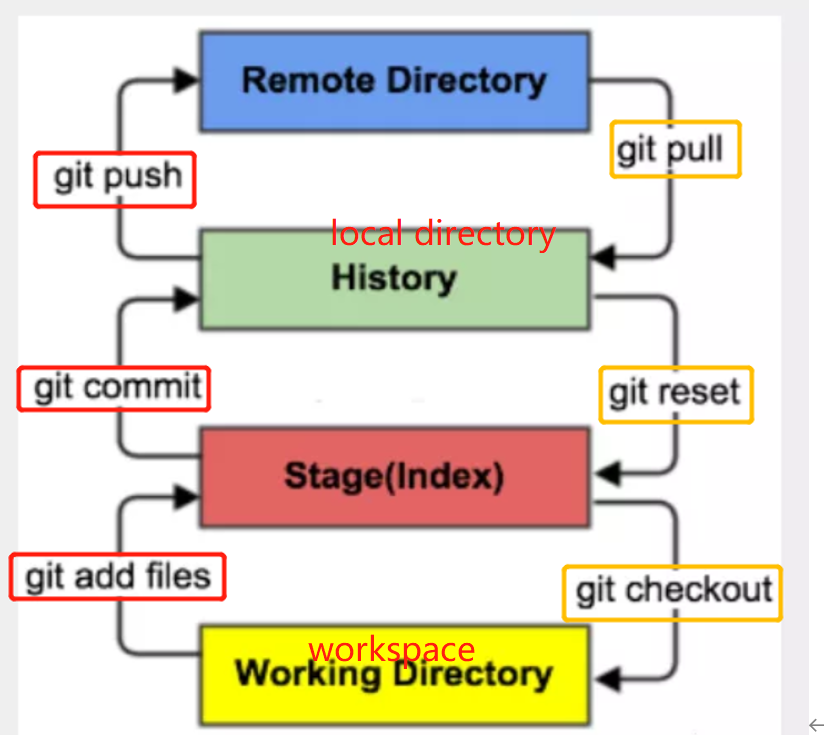 Remote Directory
git pull
git push
local directory
History
git commit
git reset
Stage(Index)
git add files
git checkout
workspace
Working Directory